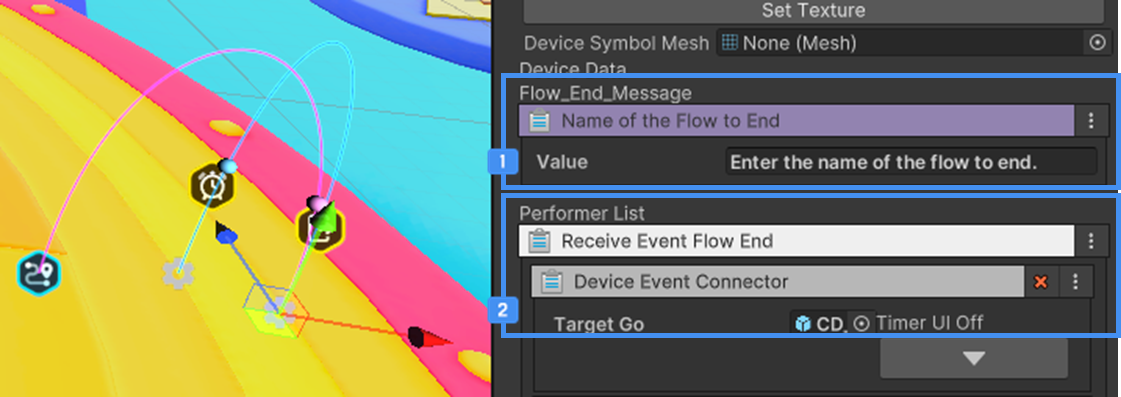 Set Texture
Device Symbol Mesh None (Mesh)
Device Data
Flow_End_Message
Name of the Flow to End
1
Value Enter the name of the flow to end.
Performer List
Receive Event Flow End
Device Event Connector
2
Target Go CD_ Timer UI Off